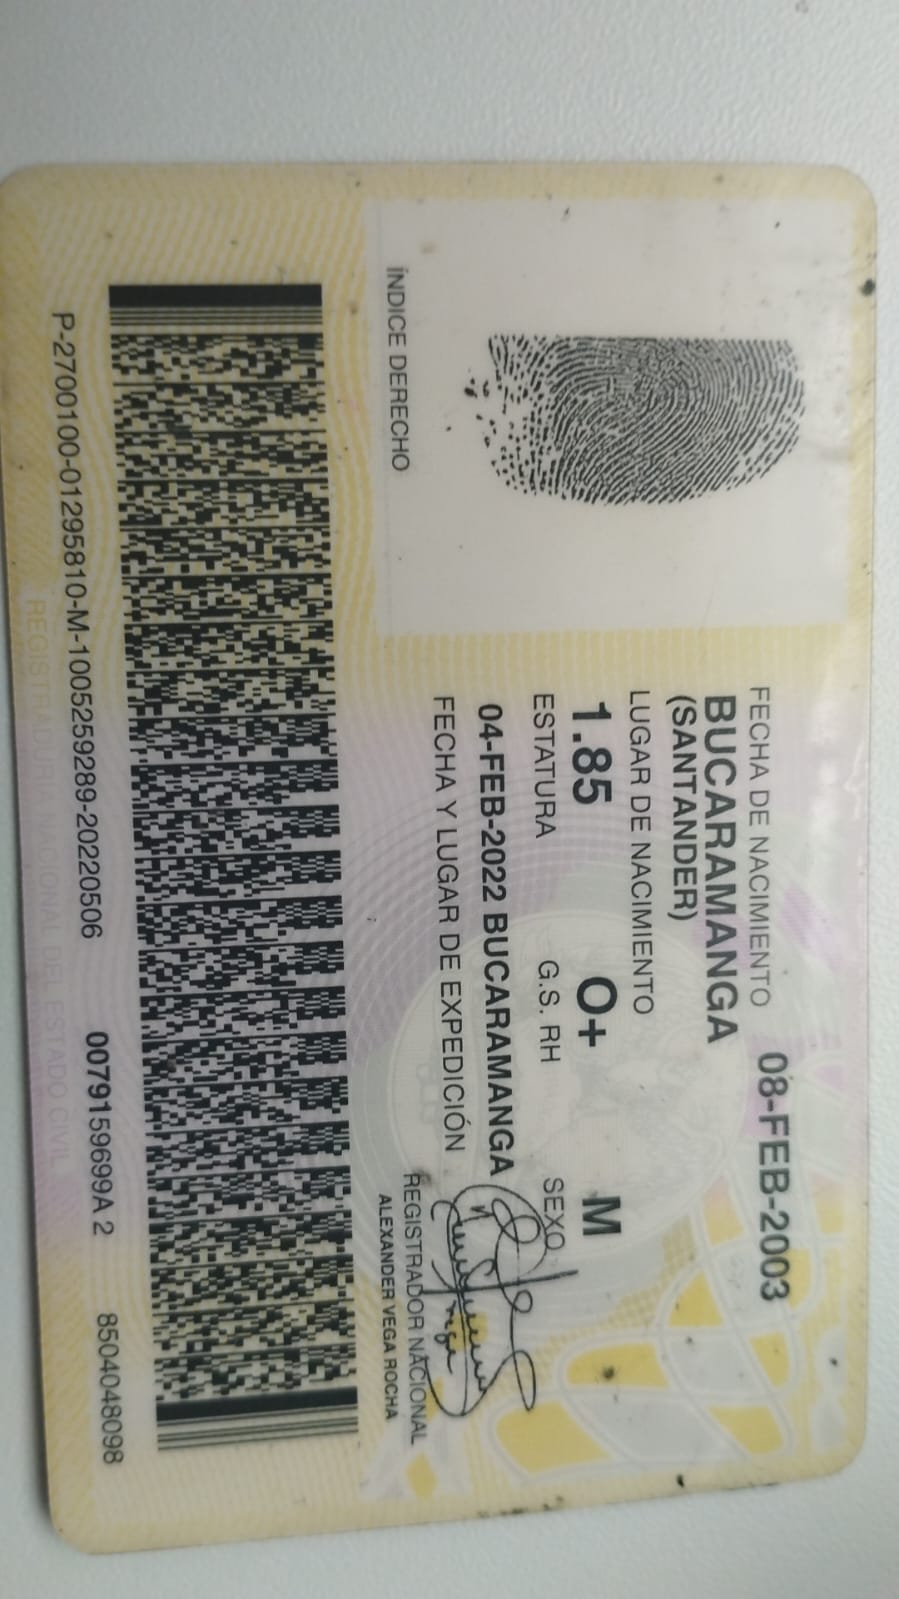 FECHA DE NACIMIENTO 08-FEB-2003
BUCARAMANGA
(SANTANDER)
LUGAR DE NACIMIENTO
1.85 O+ M
ESTATURA G.S. RH SEXO
04-FEB-2022 BUCARAMANGA
FECHA Y LUGAR DE EXPEDICIÓN
ÍNDICE DERECHO
REGISTRADOR NACIONAL
ALEXANDER VEGA ROCHA
P-2700100-01295810-M-1005259289-20220506 0079159699A 2 8504048098
REGISTRADURIA NACIONAL DEL ESTADO CIVIL